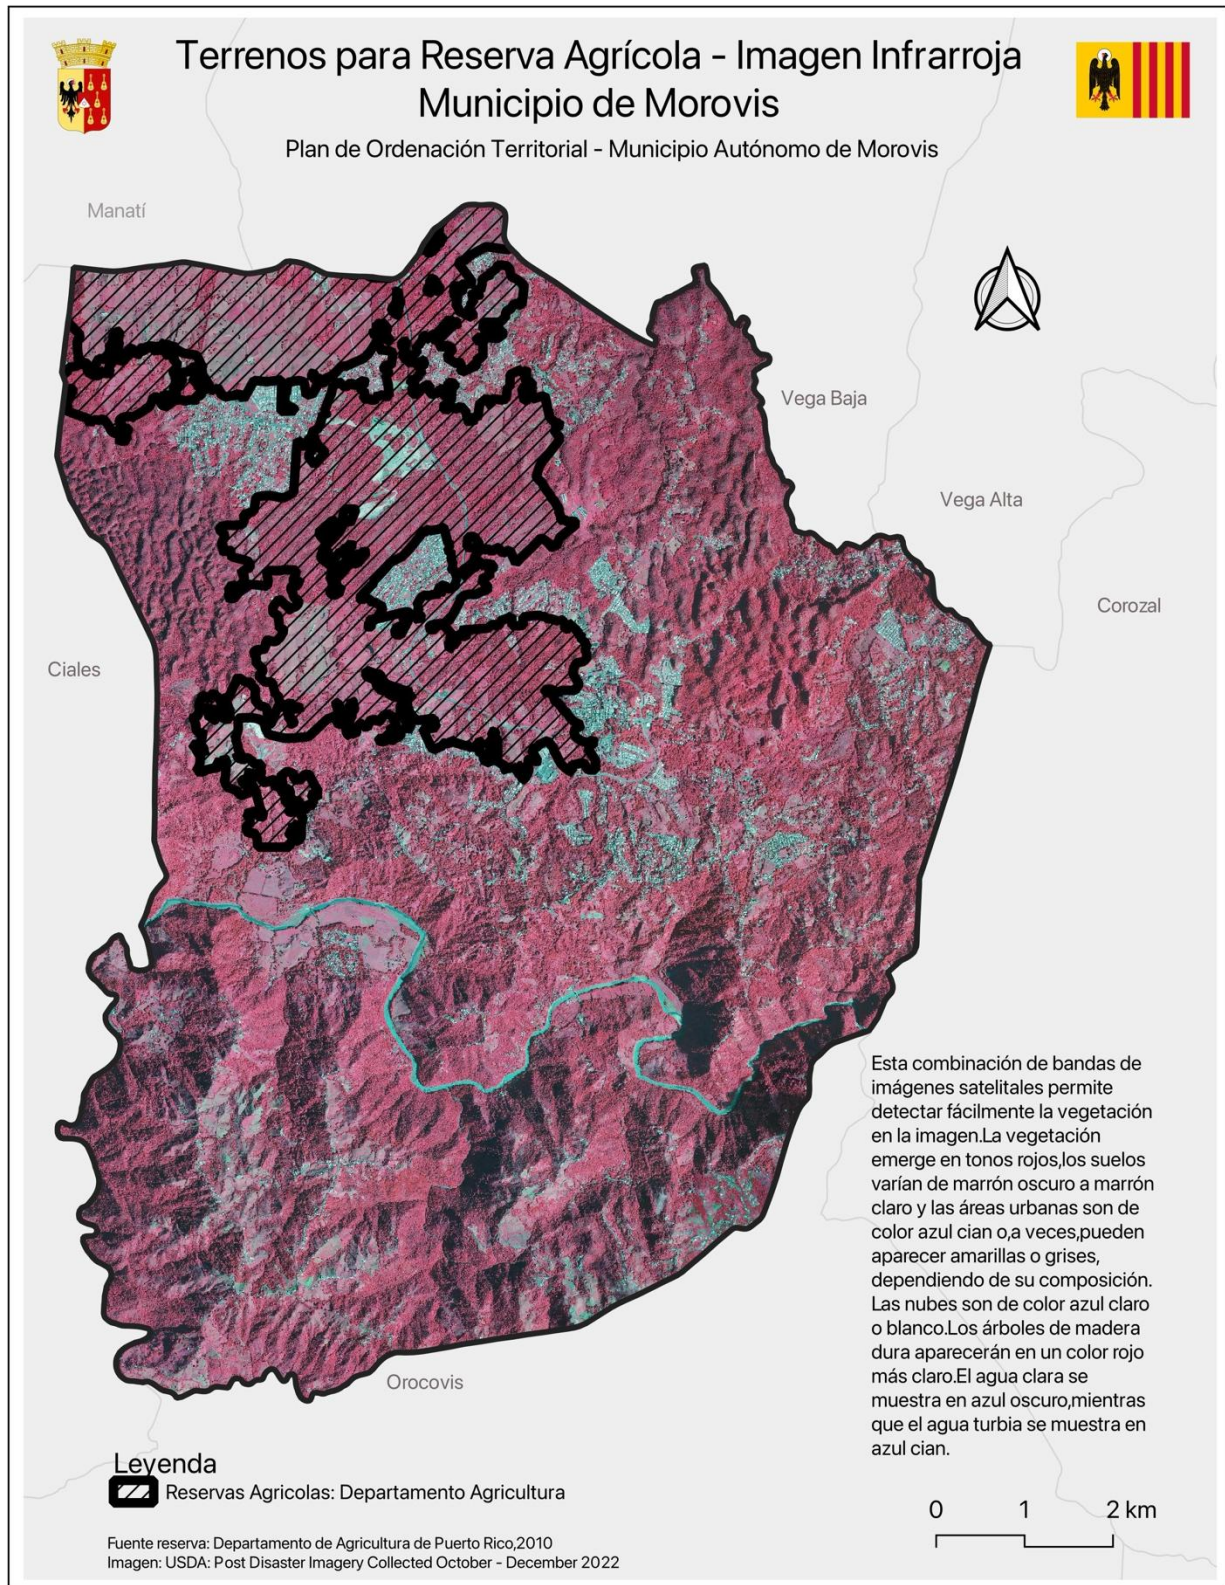 Terrenos para Reserva Agrícola - Imagen Infrarroja
Municipio de Morovis
Plan de Ordenación Territorial - Municipio Autónomo de Morovis
Manatí
Vega Baja
Vega Alta
Corozal
Ciales
Orocovis
Esta combinación de bandas de
imágenes satelitales permite
detectar fácilmente la vegetación
en la imagen.La vegetación
emerge en tonos rojos,los suelos
varían de marrón oscuro a marrón
claro y las áreas urbanas son de
color azul cian o,a veces,pueden
aparecer amarillas o grises,
dependiendo de su composición.
Las nubes son de color azul claro
o blanco.Los árboles de madera
dura aparecerán en un color rojo
más claro.El agua clara se
muestra en azul oscuro,mientras
que el agua turbia se muestra en
azul cian.
Leyenda
Reservas Agricolas: Departamento Agricultura
0 1 2 km
Fuente reserva: Departamento de Agricultura de Puerto Rico,2010
Imagen: USDA: Post Disaster Imagery Collected October - December 2022